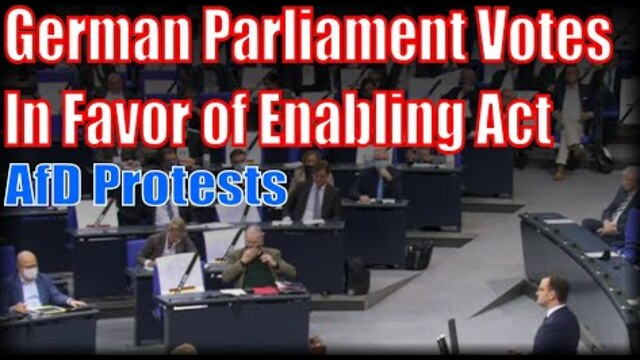 German Parliament Votes
In Favor of Enabling Act
AfD Protests